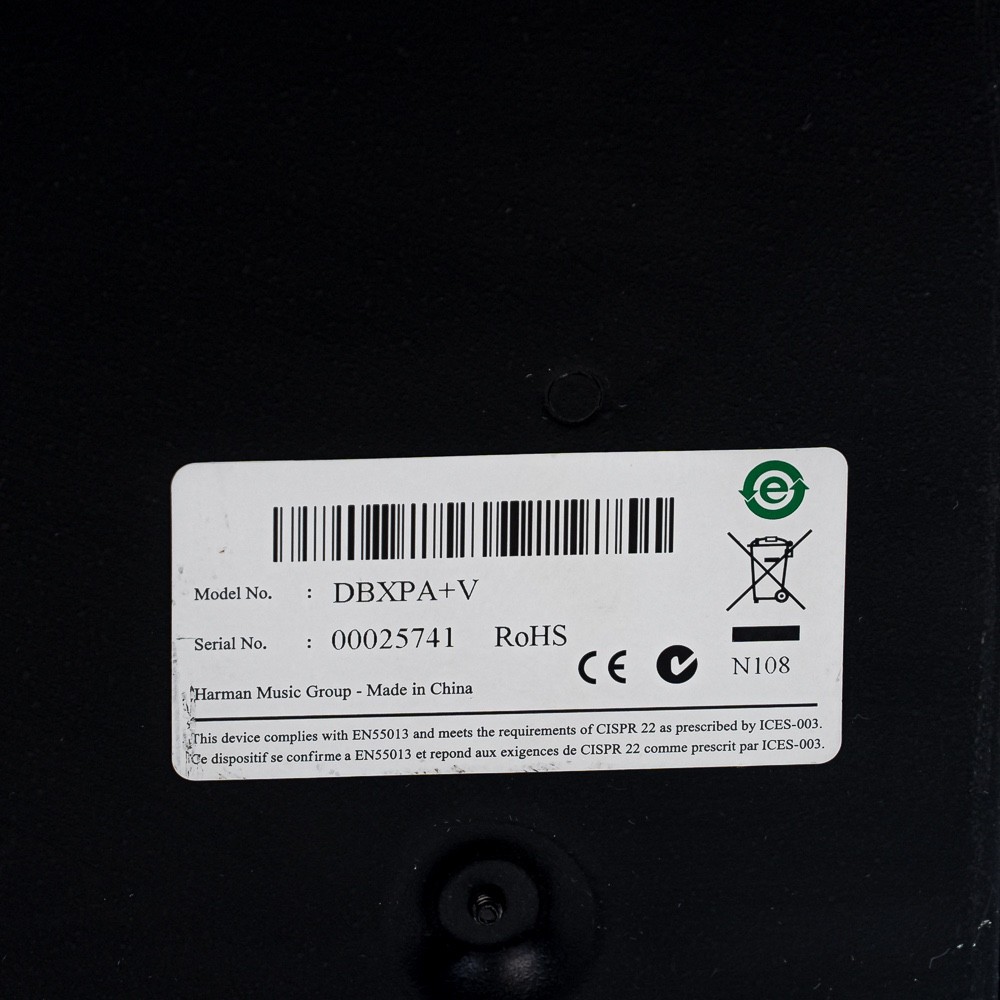 e
Model No. : DBXPA+V
Serial No. : 00025741 RoHS
CE N108
Harman Music Group - Made in China
This device complies with EN55013 and meets the requirements of CISPR 22 as prescribed by ICES-003.
Ce dispositif se confirme a EN55013 et repond aux exigences de CISPR 22 comme prescrit par ICES-003.